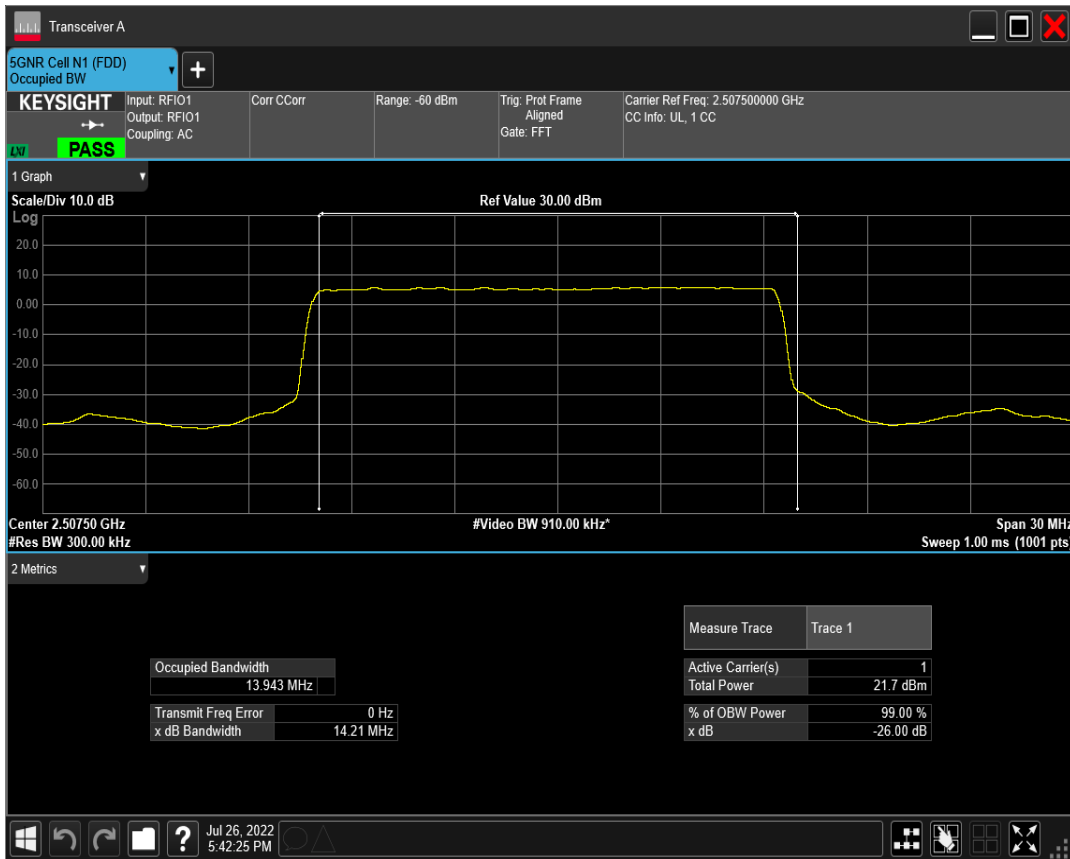 Transceiver A
5GNR Cell N1 (FDD)
Occupied BW
+
KEYSIGHT
LXI
PASS
Input: RFIO1
Output: RFIO1
Coupling: AC
Corr CCorr
Range: -60 dBm
Trig: Prot Frame
Aligned
Gate: FFT
Carrier Ref Freq: 2.507500000 GHz
CC Info: UL, 1 CC
1 Graph
Scale/Div 10.0 dB
Ref Value 30.00 dBm
Log
20.0
10.0
0.00
-10.0
-20.0
-30.0
-40.0
-50.0
-60.0
Center 2.50750 GHz
#Video BW 910.00 kHz*
Span 30 MHz
#Res BW 300.00 kHz
Sweep 1.00 ms (1001 pts)
2 Metrics
Measure Trace Trace 1
Occupied Bandwidth
13.943 MHz
Transmit Freq Error 0 Hz
x dB Bandwidth 14.21 MHz
Active Carrier(s) 1
Total Power 21.7 dBm
% of OBW Power 99.00 %
x dB -26.00 dB
?
Jul 26, 2022
5:42:25 PM